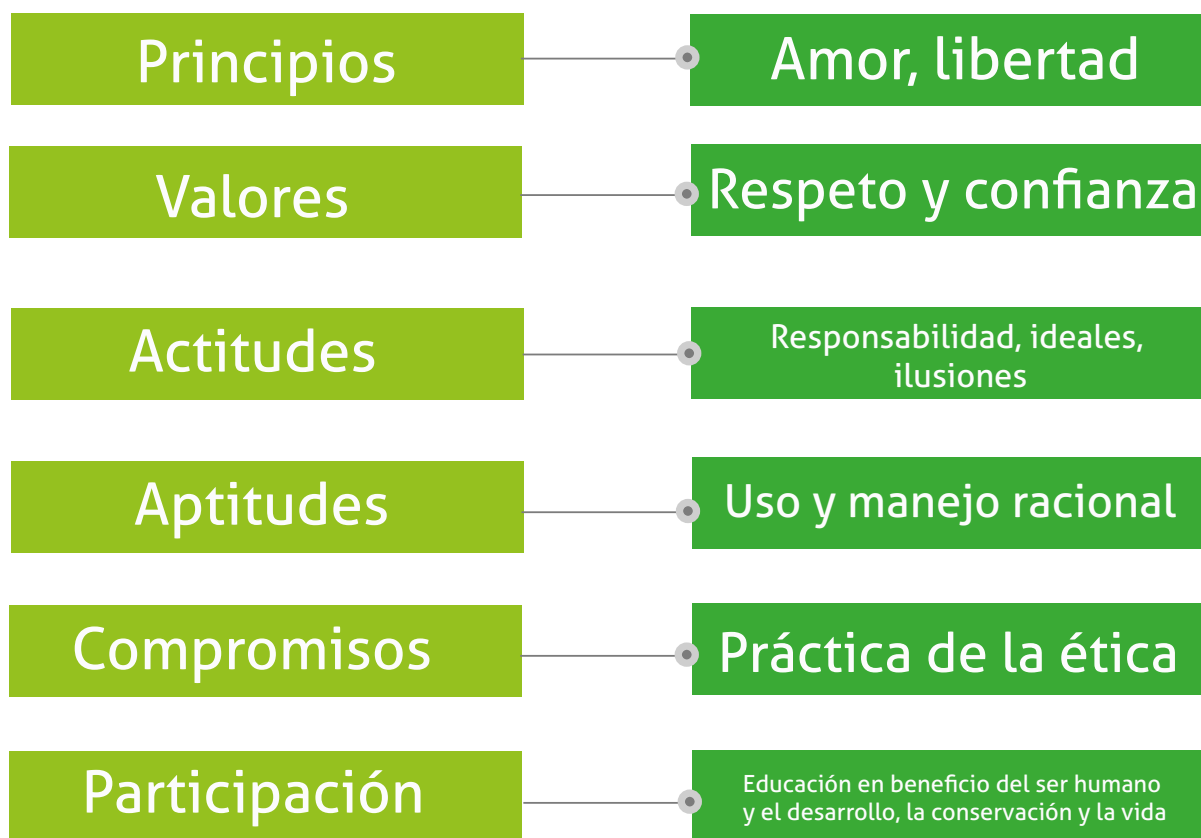 Principios
Amor, libertad
Valores
Respeto y confianza
Actitudes
Responsabilidad, ideales,
ilusiones
Aptitudes
Uso y manejo racional
Compromisos
Práctica de la ética
Participación
Educación en beneficio del ser humano
y el desarrollo, la conservación y la vida